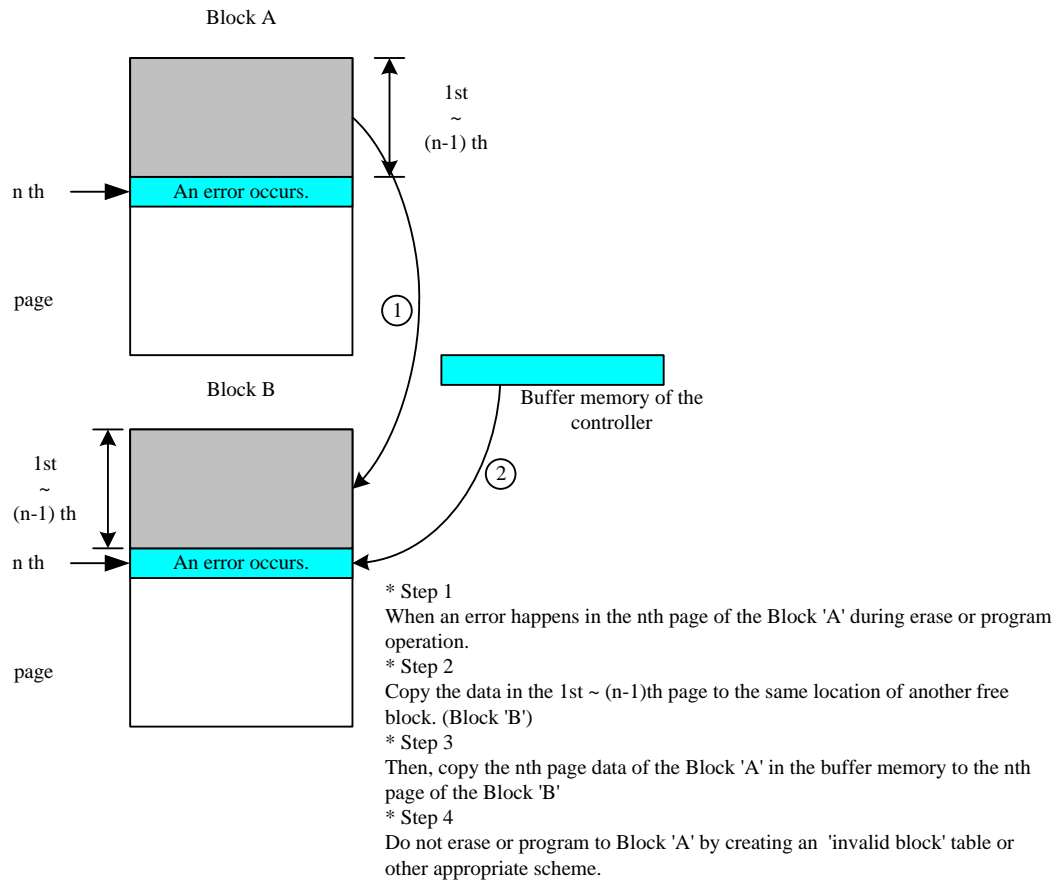 Block A
1st
~
(n-1) th
n th
An error occurs.
page
1
Block B
Buffer memory of the
controller
1st
~
(n-1) th
2
n th
An error occurs.
page
* Step 1
When an error happens in the nth page of the Block 'A' during erase or program
operation.
* Step 2
Copy the data in the 1st ~ (n-1)th page to the same location of another free
block. (Block 'B')
* Step 3
Then, copy the nth page data of the Block 'A' in the buffer memory to the nth
page of the Block 'B'
* Step 4
Do not erase or program to Block 'A' by creating an 'invalid block' table or
other appropriate scheme.